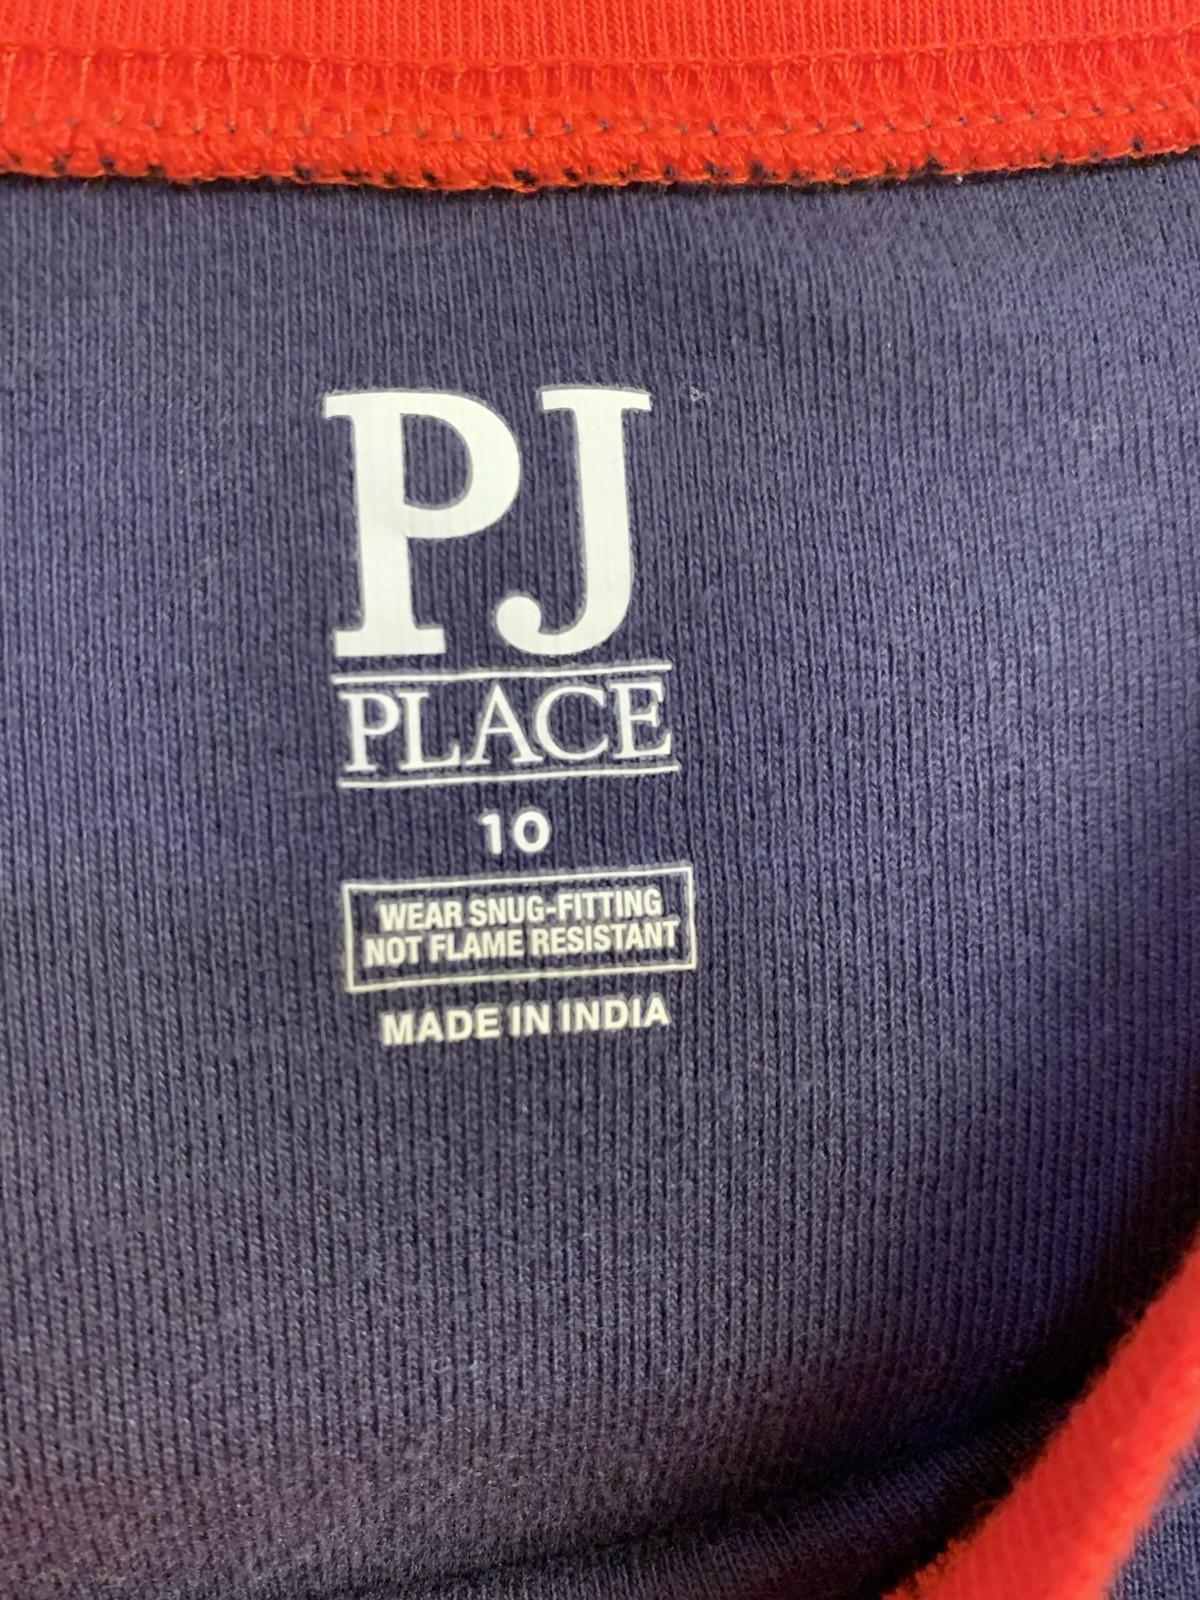 PJ
PLACE
10
WEAR SNUG-FITTING
NOT FLAME RESISTANT
MADE IN INDIA